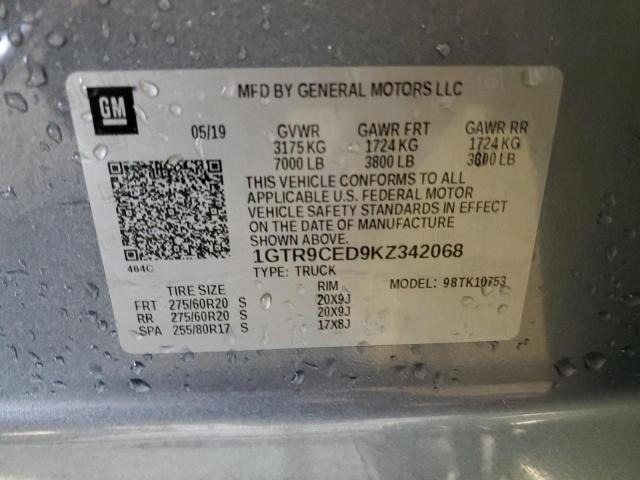 GM
MFD BY GENERAL MOTORS LLC
05/19 GVWR GAWR FRT GAWR RR
3175 KG 1724 KG 1724 KG
7000 LB 3800 LB 3800 LB
THIS VEHICLE CONFORMS TO ALL
APPLICABLE U.S. FEDERAL MOTOR
VEHICLE SAFETY STANDARDS IN EFFECT
ON THE DATE OF MANUFACTURE
SHOWN ABOVE.
464C
1GTR9CED9KZ342068
TYPE: TRUCK
TIRE SIZE RIM MODEL: 98TK10753
FRT 275/60R20 S 20X9J
RR 275/60R20 S 20X9J
SPA 255/80R17 S 17X8J